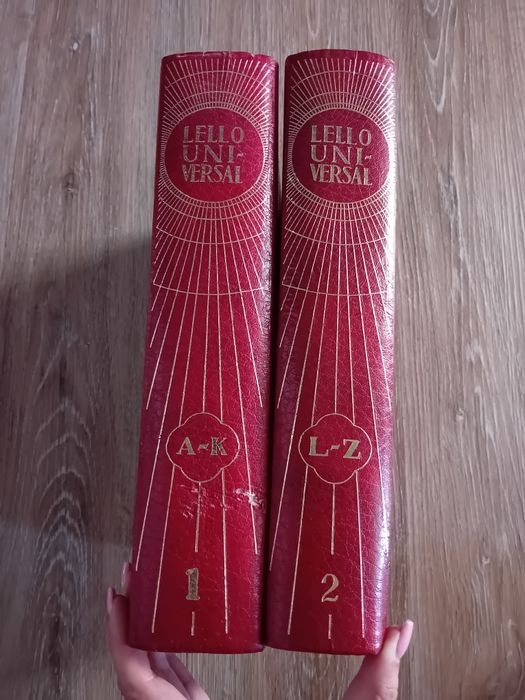 LELLO
UNI-
VERSAL
A-K
1
LELLO
UNI-
VERSAL
L-Z
2